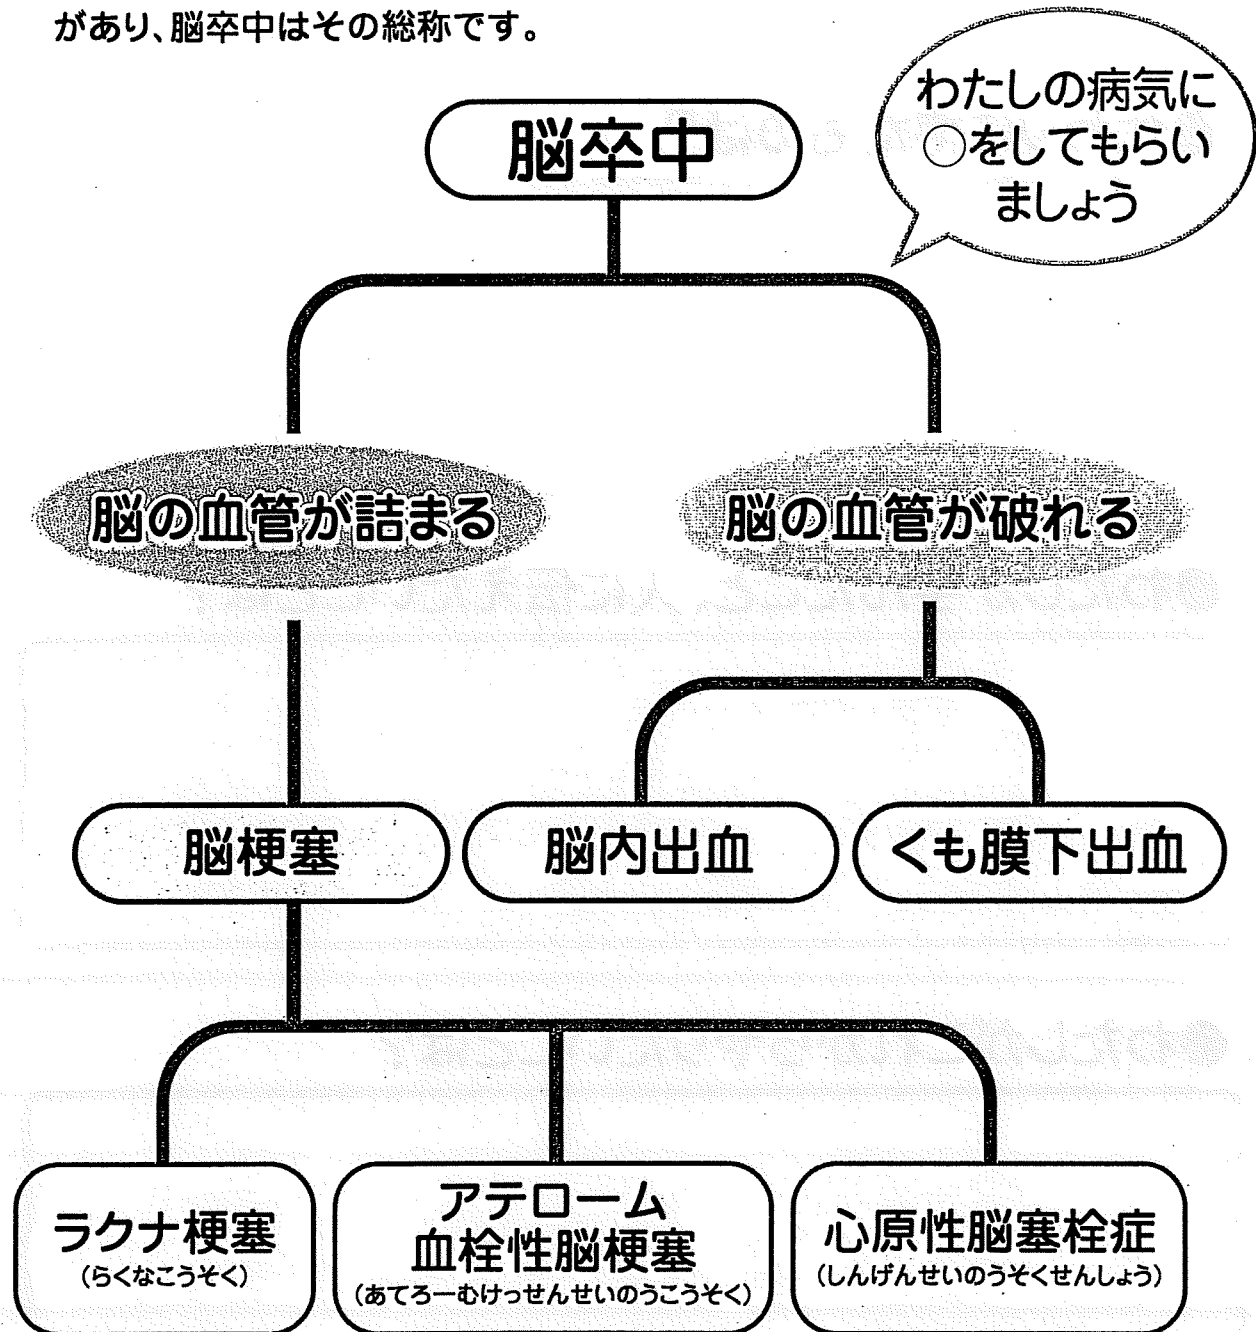 があり、脳卒中はその総称です。
脳卒中
わたしの病気に
○をしてもらい
ましょう
脳の血管が詰まる
脳の血管が破れる
脳梗塞
脳内出血
くも膜下出血
ラクナ梗塞
(らくなこうそく)
アテローム
血栓性脳梗塞
(あてろーむけっせんせいのうこうそく)
心原性脳塞栓症
(しんげんせいのうそくせんしょう)